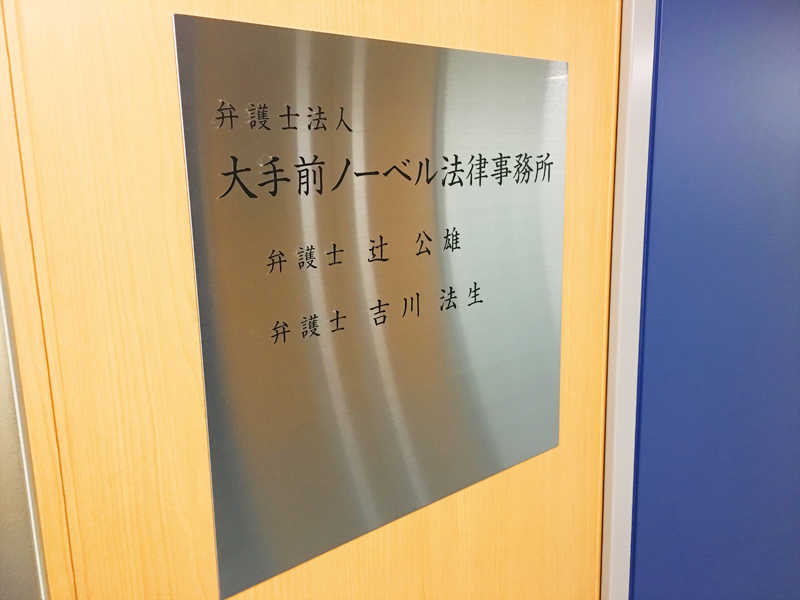 弁護士法人
大手前ノーベル法律事務所
弁護士 辻 公雄
弁護士 吉川 法生